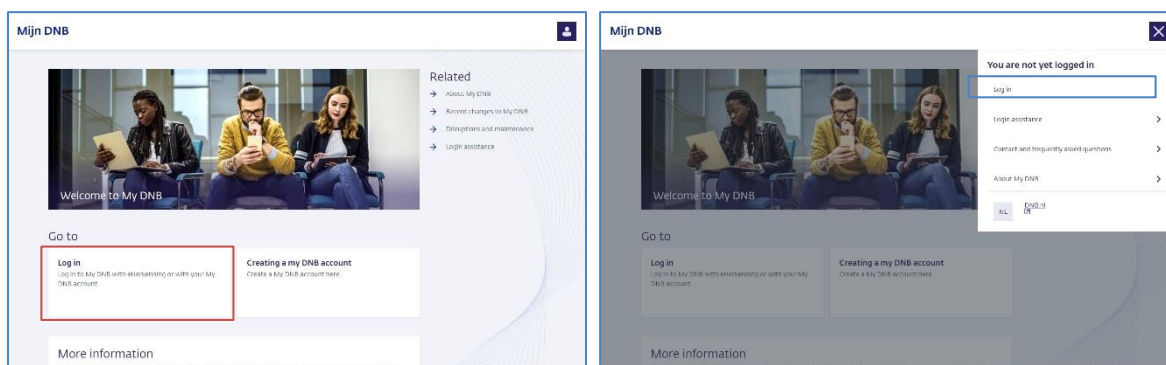 Mijn DNB
Related
About My DNB
Recent changes to My DNB
Disruptions and maintenance
Login assistance
Welcome to My DNB
Go to
Log in
Log in to My DNB with eHerkenning or with your My
DNB account
Creating a my DNB account
Create a My DNB account here
More information
Mijn DNB
You are not yet logged in
Log in
Login assistance
Contact and frequently asked questions
About My DNB
NL
DNB.nl
Welcome to My DNB
Go to
Log in
Log in to My DNB with eHerkenning or with your My
DNB account
Creating a my DNB account
Create a My DNB account here
More information